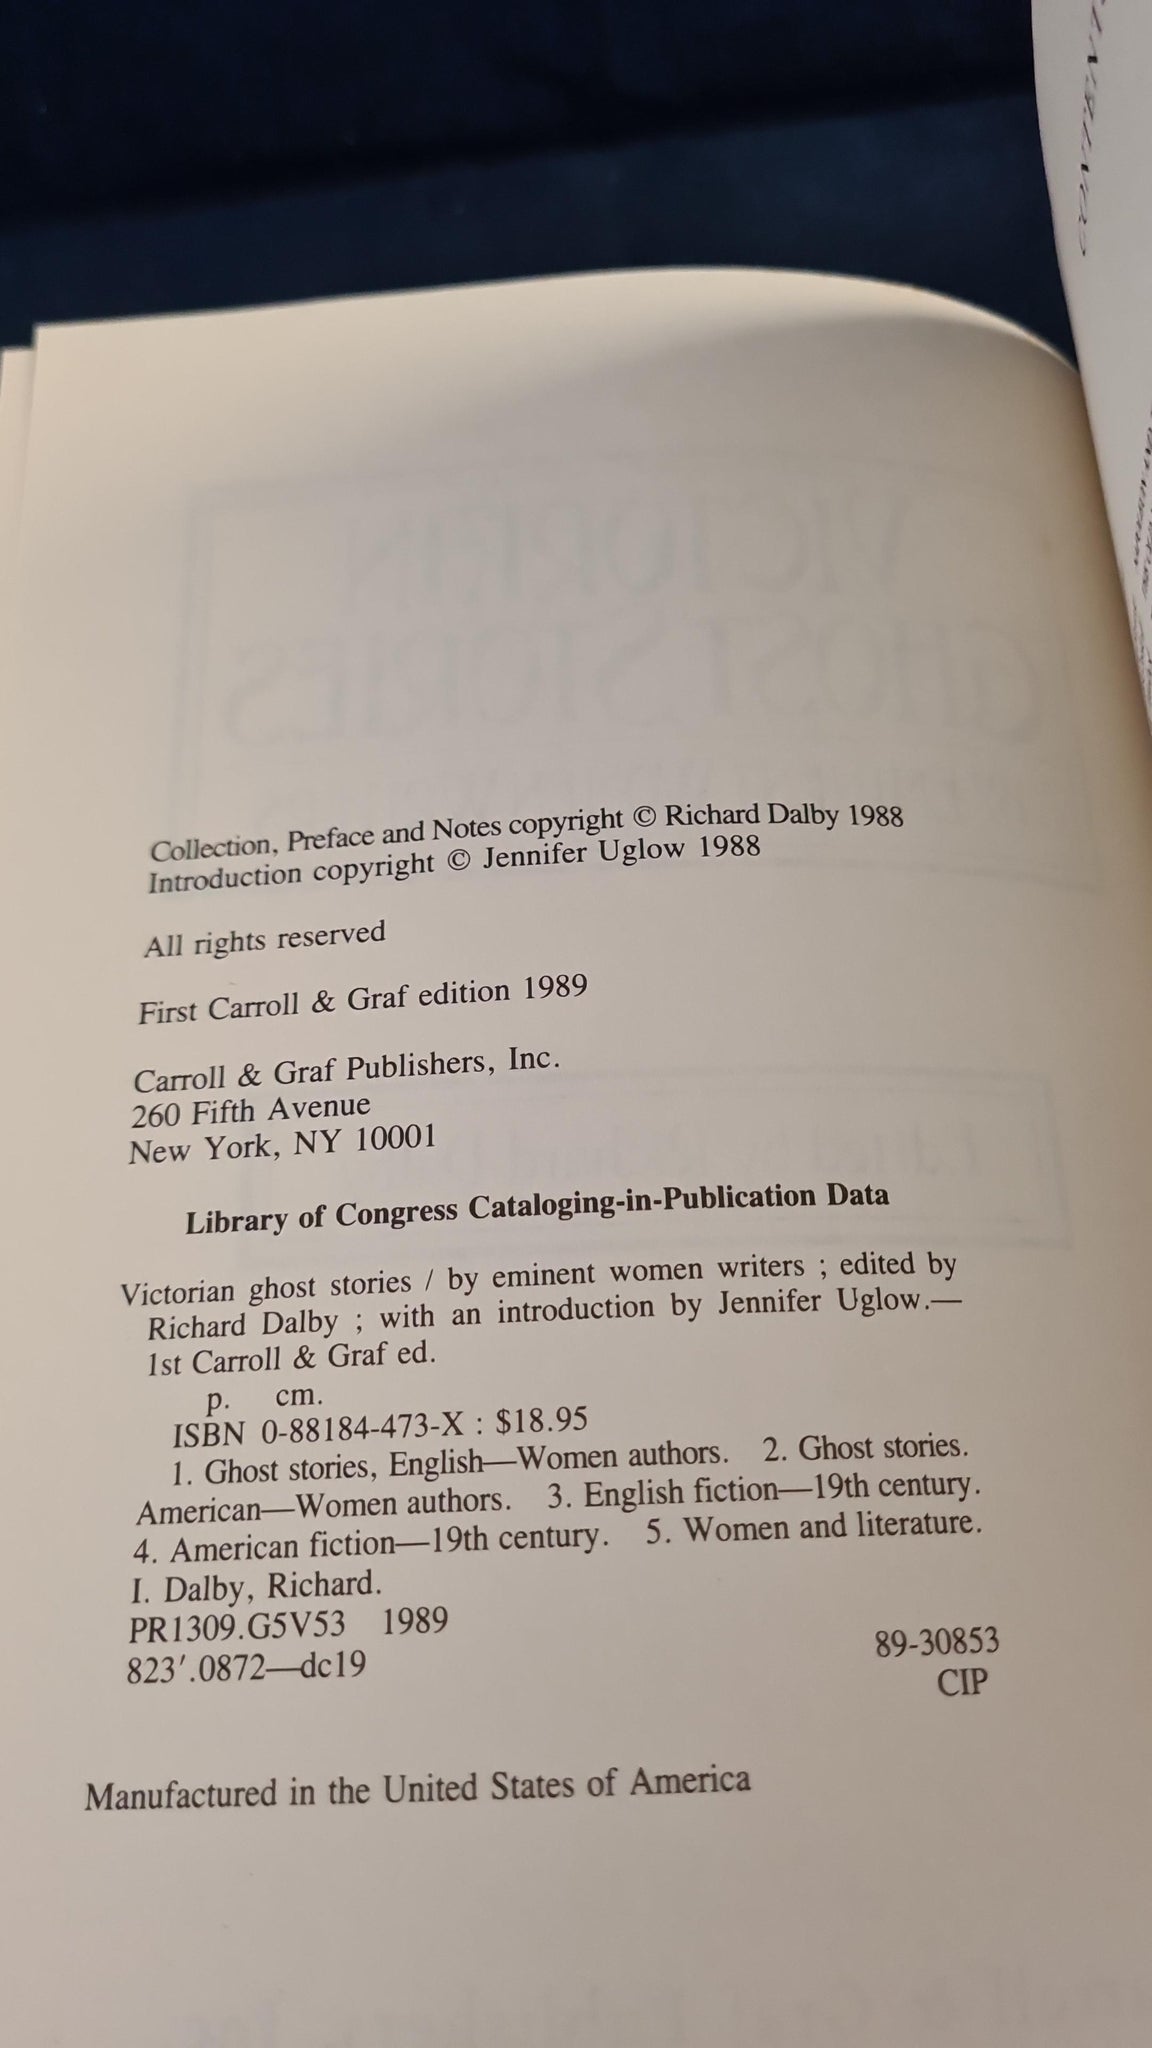 Collection, Preface and Notes copyright © Richard Dalby 1988
Introduction copyright © Jennifer Uglow 1988
All rights reserved
First Carroll & Graf edition 1989
Carroll & Graf Publishers, Inc.
260 Fifth Avenue
New York, NY 10001
Library of Congress Cataloging-in-Publication Data
Victorian ghost stories / by eminent women writers ; edited by
Richard Dalby ; with an introduction by Jennifer Uglow.—
1st Carroll & Graf ed.
p. cm.
ISBN 0-88184-473-X : $18.95
1. Ghost stories, English—Women authors. 2. Ghost stories.
American—Women authors. 3. English fiction—19th century.
4. American fiction—19th century. 5. Women and literature.
I. Dalby, Richard.
PR1309.G5V53 1989
823'.0872—dc19
89-30853
CIP
Manufactured in the United States of America